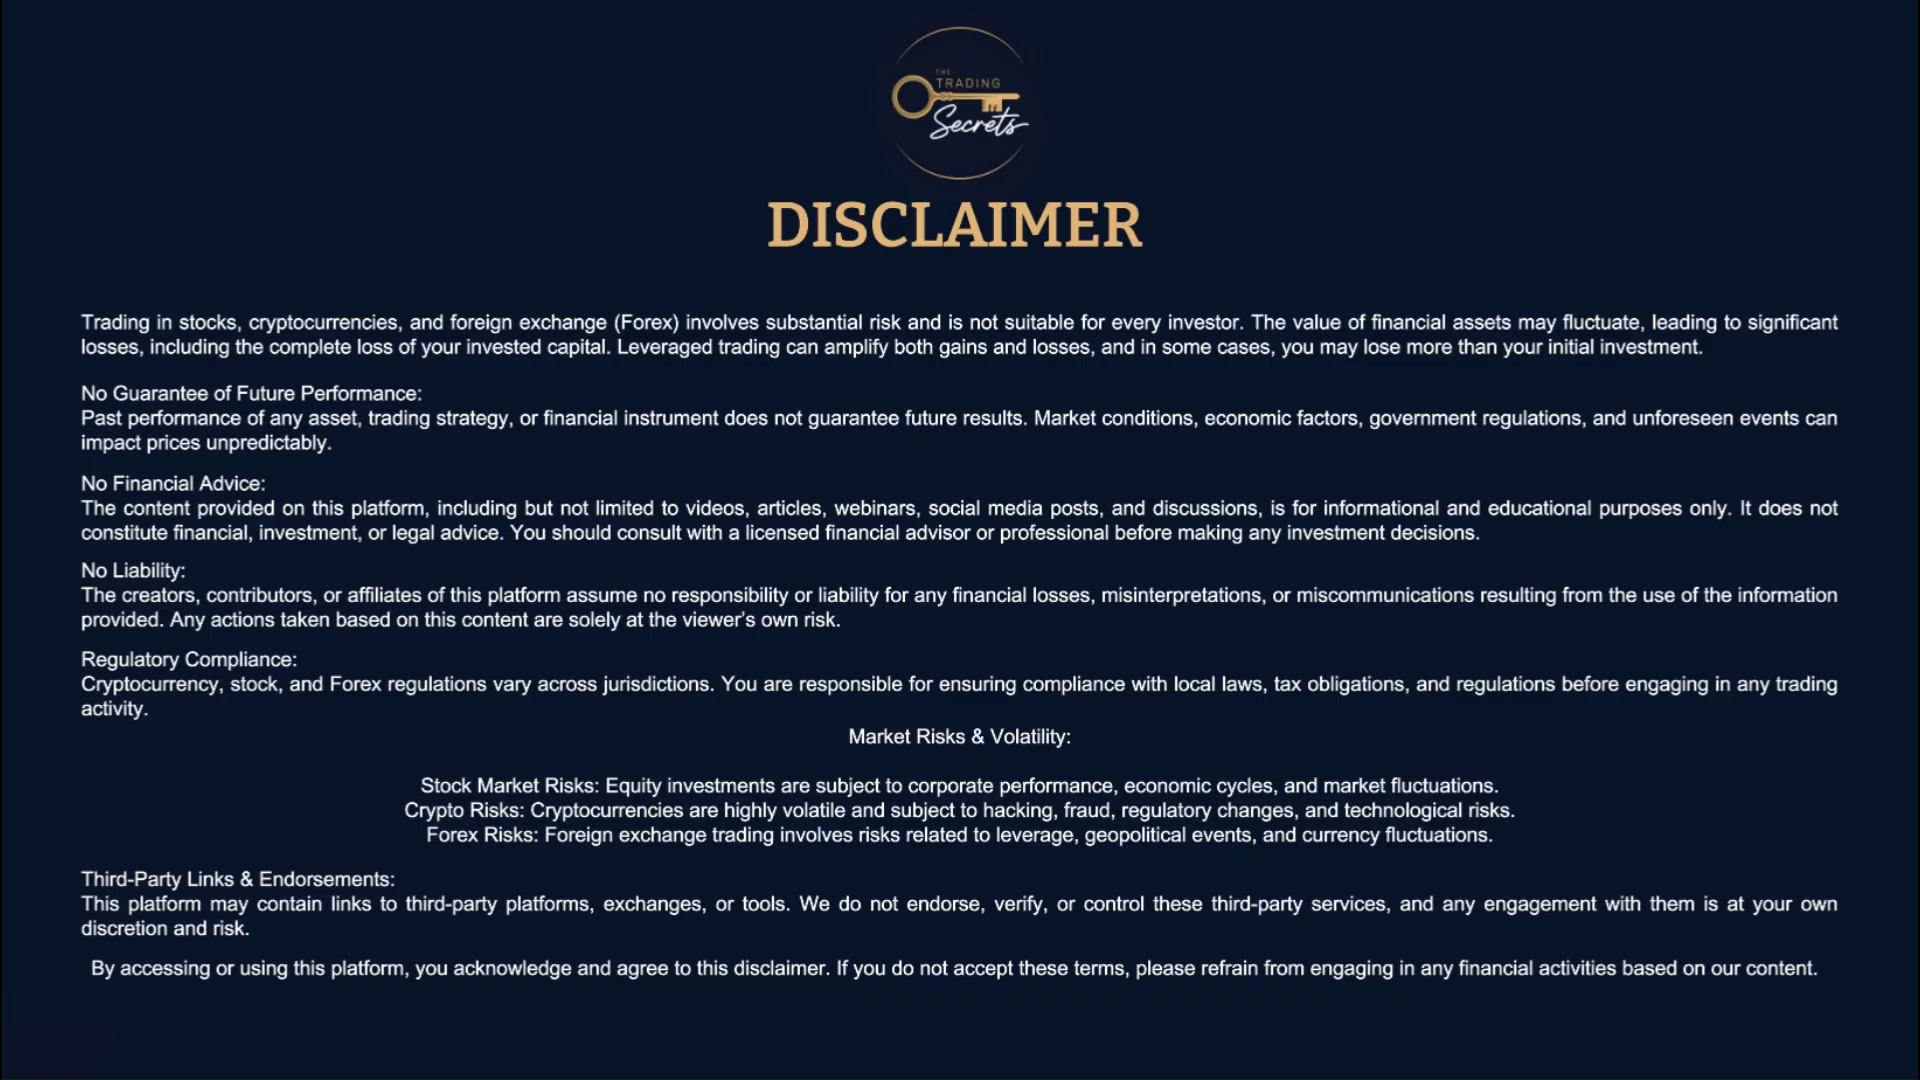 THE
TRADING
Secrets
DISCLAIMER
Trading in stocks, cryptocurrencies, and foreign exchange (Forex) involves substantial risk and is not suitable for every investor. The value of financial assets may fluctuate, leading to significant
losses, including the complete loss of your invested capital. Leveraged trading can amplify both gains and losses, and in some cases, you may lose more than your initial investment.
No Guarantee of Future Performance:
Past performance of any asset, trading strategy, or financial instrument does not guarantee future results. Market conditions, economic factors, government regulations, and unforeseen events can
impact prices unpredictably.
No Financial Advice:
The content provided on this platform, including but not limited to videos, articles, webinars, social media posts, and discussions, is for informational and educational purposes only. It does not
constitute financial, investment, or legal advice. You should consult with a licensed financial advisor or professional before making any investment decisions.
No Liability:
The creators, contributors, or affiliates of this platform assume no responsibility or liability for any financial losses, misinterpretations, or miscommunications resulting from the use of the information
provided. Any actions taken based on this content are solely at the viewer's own risk.
Regulatory Compliance:
Cryptocurrency, stock, and Forex regulations vary across jurisdictions. You are responsible for ensuring compliance with local laws, tax obligations, and regulations before engaging in any trading
activity.
Market Risks & Volatility:
Stock Market Risks: Equity investments are subject to corporate performance, economic cycles, and market fluctuations.
Crypto Risks: Cryptocurrencies are highly volatile and subject to hacking, fraud, regulatory changes, and technological risks.
Forex Risks: Foreign exchange trading involves risks related to leverage, geopolitical events, and currency fluctuations.
Third-Party Links & Endorsements:
This platform may contain links to third-party platforms, exchanges, or tools. We do not endorse, verify, or control these third-party services, and any engagement with them is at your own
discretion and risk.
By accessing or using this platform, you acknowledge and agree to this disclaimer. If you do not accept these terms, please refrain from engaging in any financial activities based on our content.